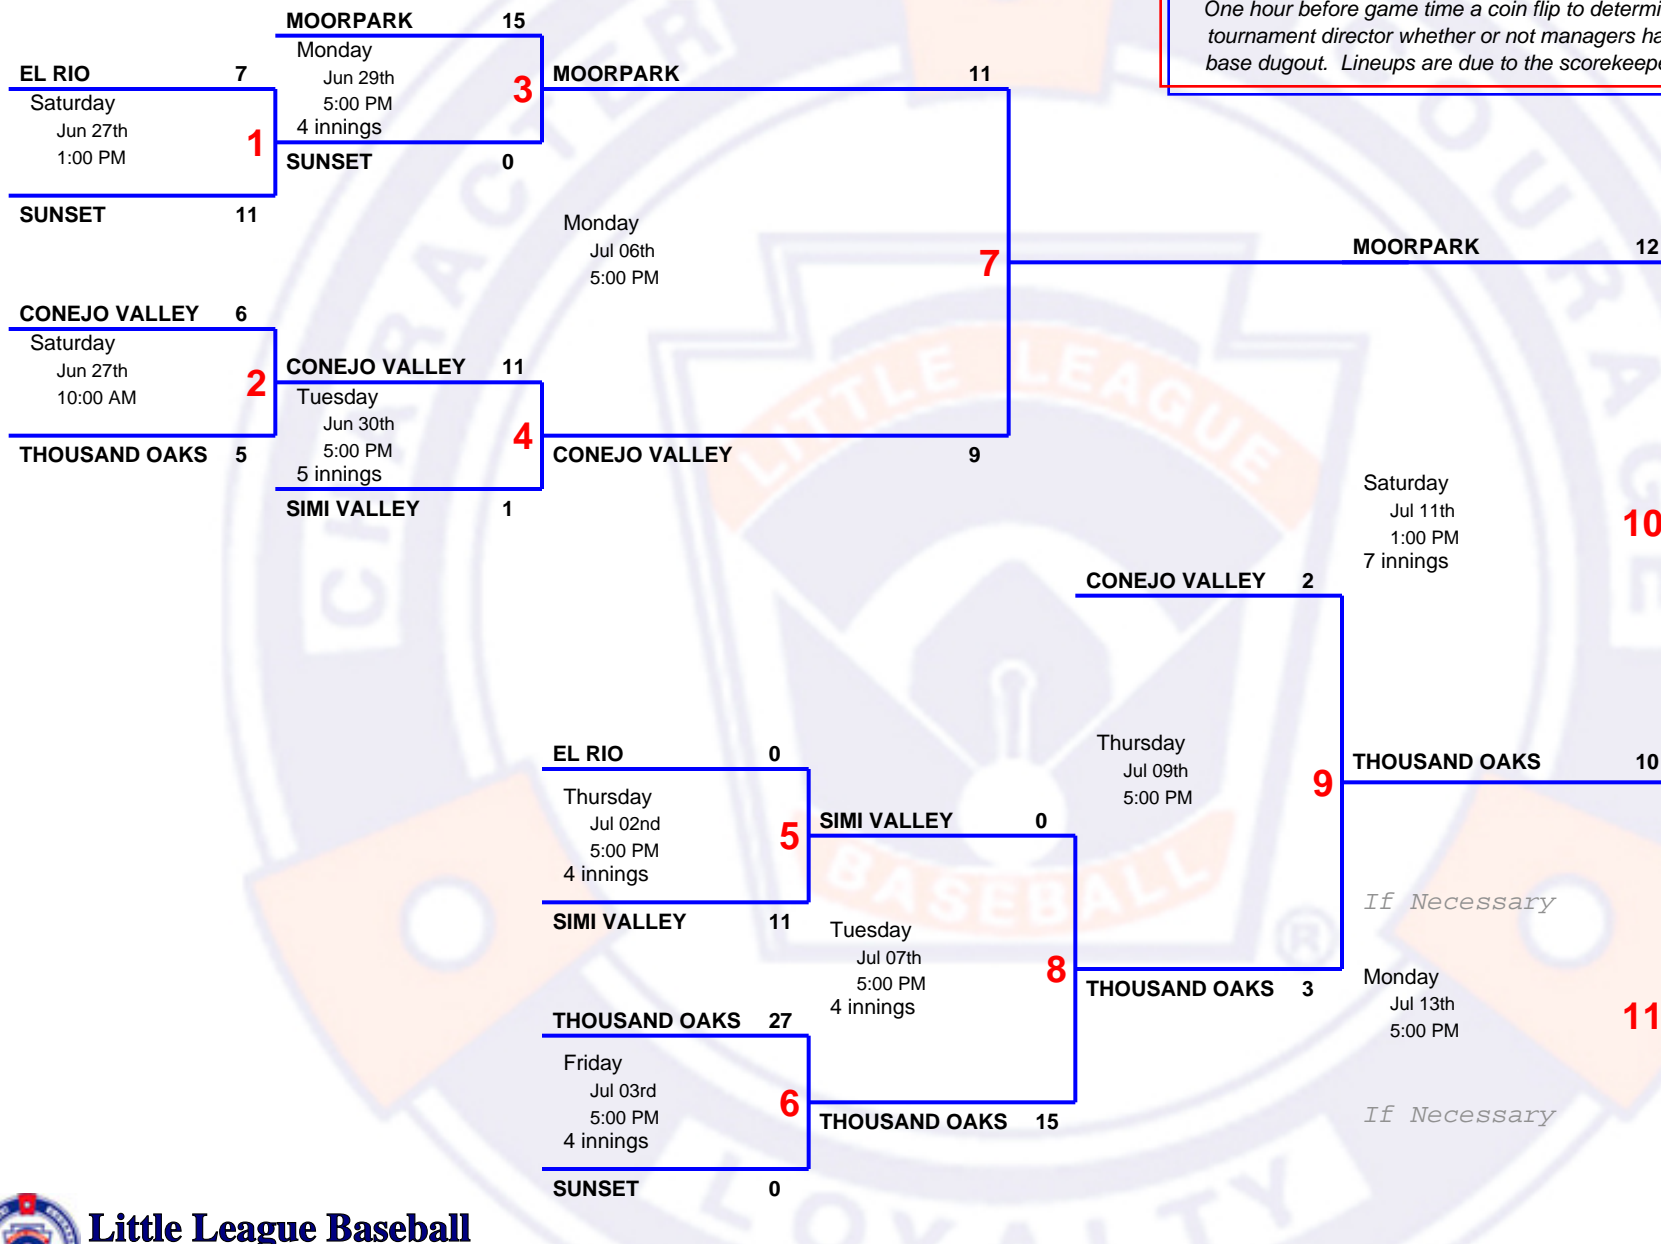 One hour before game time a coin flip to
tournament director whether or not managers
base dugout. Lineups are due to the
MOORPARK 15
Monday
Jun 29th
5:00 PM
4 innings
3
SUNSET 0
EL RIO 7
Saturday
Jun 27th
1:00 PM
1
SUNSET 11
CONEJO VALLEY 6
Saturday
Jun 27th
10:00 AM
2
THOUSAND OAKS 5
CONEJO VALLEY 11
Tuesday
Jun 30th
5:00 PM
5 innings
4
SIMI VALLEY 1
MOORPARK 11
Monday
Jul 06th
5:00 PM
7
CONEJO VALLEY 9
EL RIO 0
Thursday
Jul 02nd
5:00 PM
4 innings
5
SIMI VALLEY 11
THOUSAND OAKS 27
Friday
Jul 03rd
5:00 PM
4 innings
6
SUNSET 0
SIMI VALLEY 0
Tuesday
Jul 07th
5:00 PM
4 innings
8
THOUSAND OAKS 15
CONEJO VALLEY 2
Thursday
Jul 09th
5:00 PM
9
THOUSAND OAKS 3
MOORPARK 12
Saturday
Jul 11th
1:00 PM
7 innings
10
THOUSAND OAKS 10
If Necessary
Monday
Jul 13th
5:00 PM
11
If Necessary
CHARACTER
COURAGE
LOYALTY
LITTLE LEAGUE
BASEBALL
®
Little League Baseball